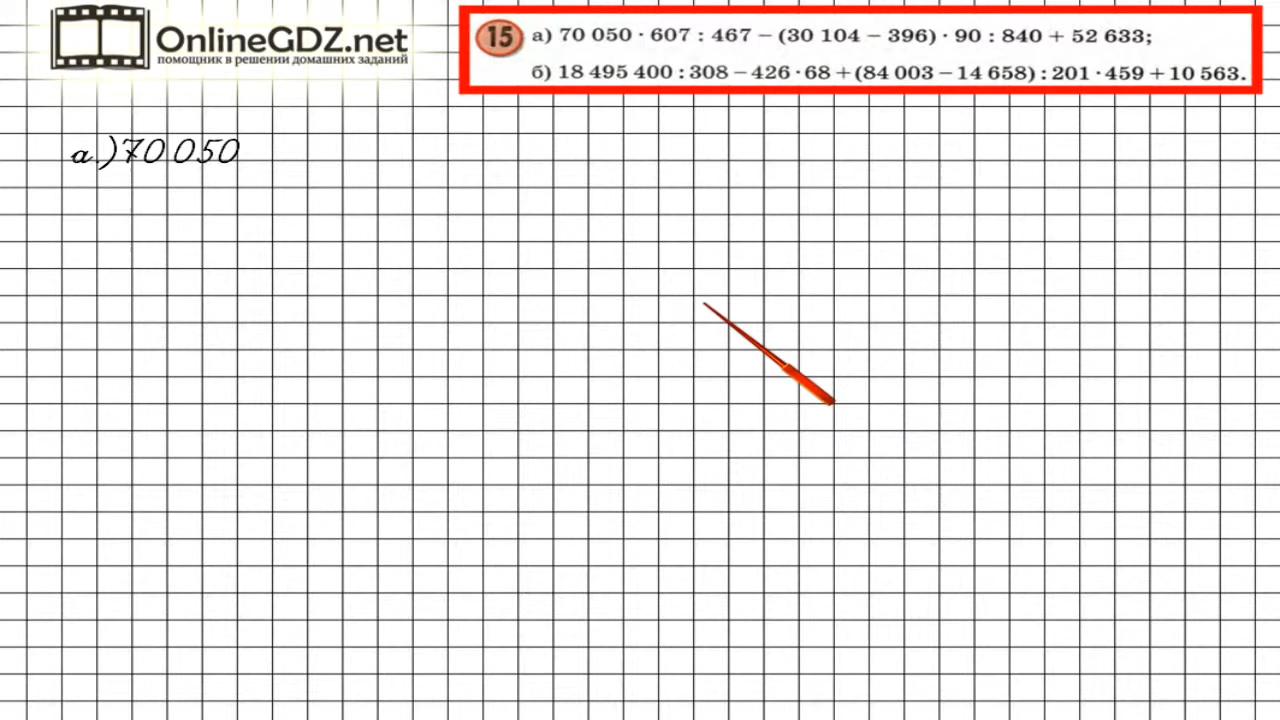 OnlineGDZ.net
помощник в решении домашних заданий
15 а) 70 050 · 607 : 467 − (30 104 − 396) · 90 : 840 + 52 633;
б) 18 495 400 : 308 − 426 · 68 + (84 003 − 14 658) : 201 · 459 + 10 563.
а.) 70 050